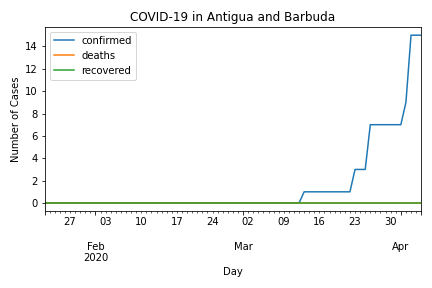 COVID-19 in Antigua and Barbuda
confirmed
deaths
recovered
Number of Cases
14
12
10
8
6
4
2
0
27 03 10 17 24 02 09 16 23 30
Feb Mar Apr
2020
Day